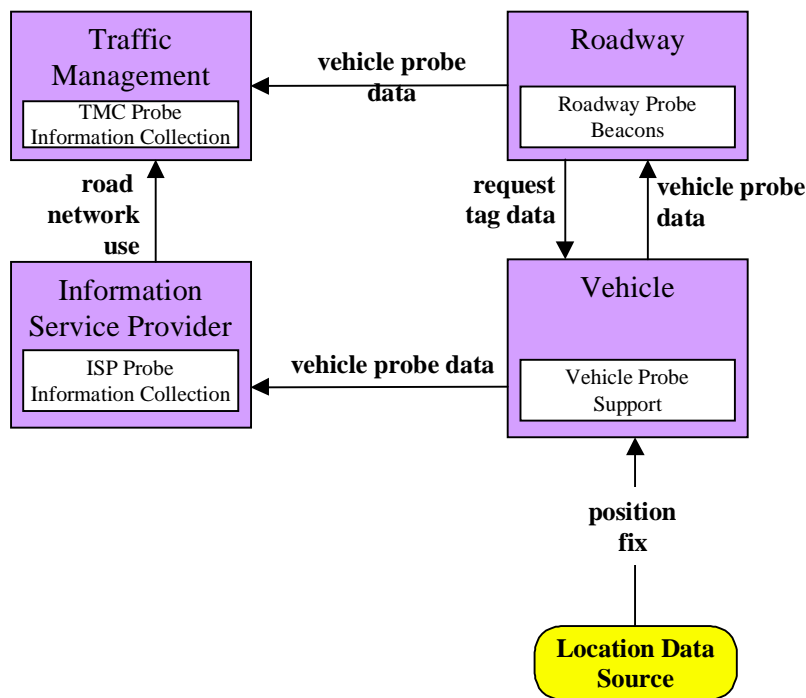 Traffic
Management
TMC Probe
Information Collection
vehicle probe
data
Roadway
Roadway Probe
Beacons
road
network
use
request
tag data
vehicle probe
data
Information
Service Provider
ISP Probe
Information Collection
vehicle probe data
Vehicle
Vehicle Probe
Support
position
fix
Location Data
Source